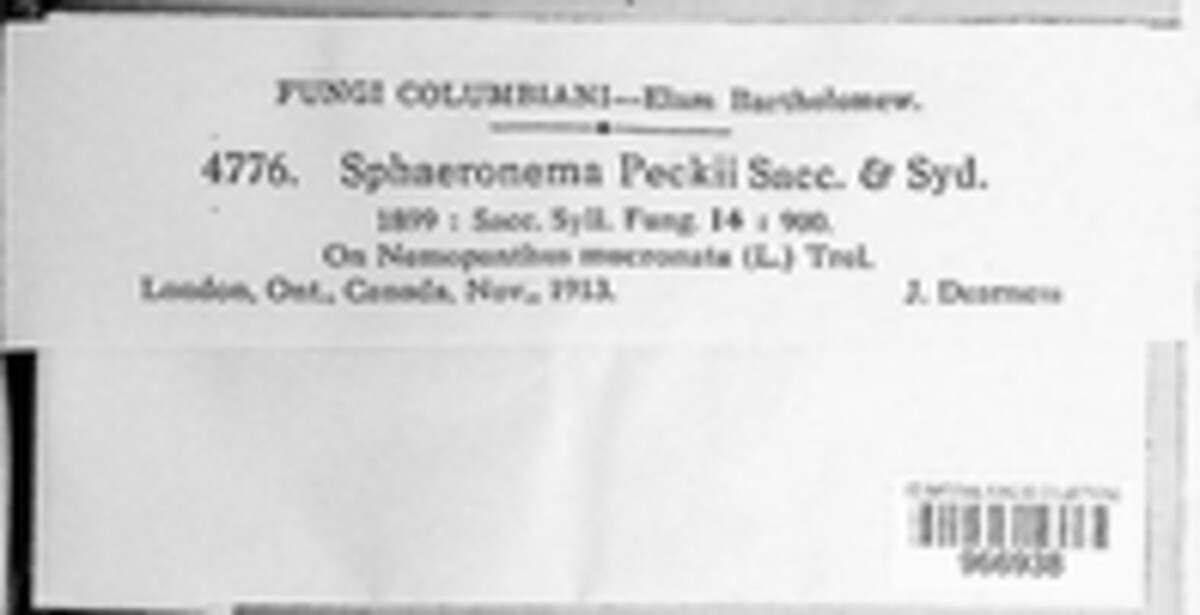 FUNGI COLUMBIANI—Elam Bartholomew.
4776. Sphaeronema Peckii Sacc. & Syd.
1899 : Sacc. Syll. Fung. 14 : 900.
On Nemopanthus mucronata (L.) Trel.
London, Ont., Canada, Nov., 1913. J. Dearness
966938